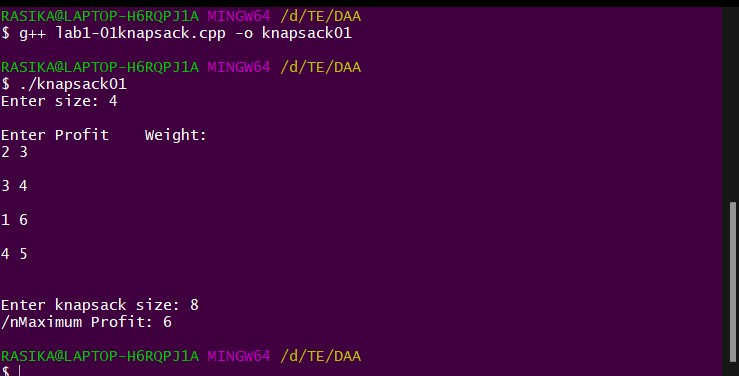 RASIKA@LAPTOP-H6RQPJ1A MINGW64 /d/TE/DAA
$ g++ lab1-01knapsack.cpp -o knapsack01
RASIKA@LAPTOP-H6RQPJ1A MINGW64 /d/TE/DAA
$ ./knapsack01
Enter size: 4
Enter Profit    Weight:
2 3
3 4
1 6
4 5
Enter knapsack size: 8
/nMaximum Profit: 6
RASIKA@LAPTOP-H6RQPJ1A MINGW64 /d/TE/DAA
$